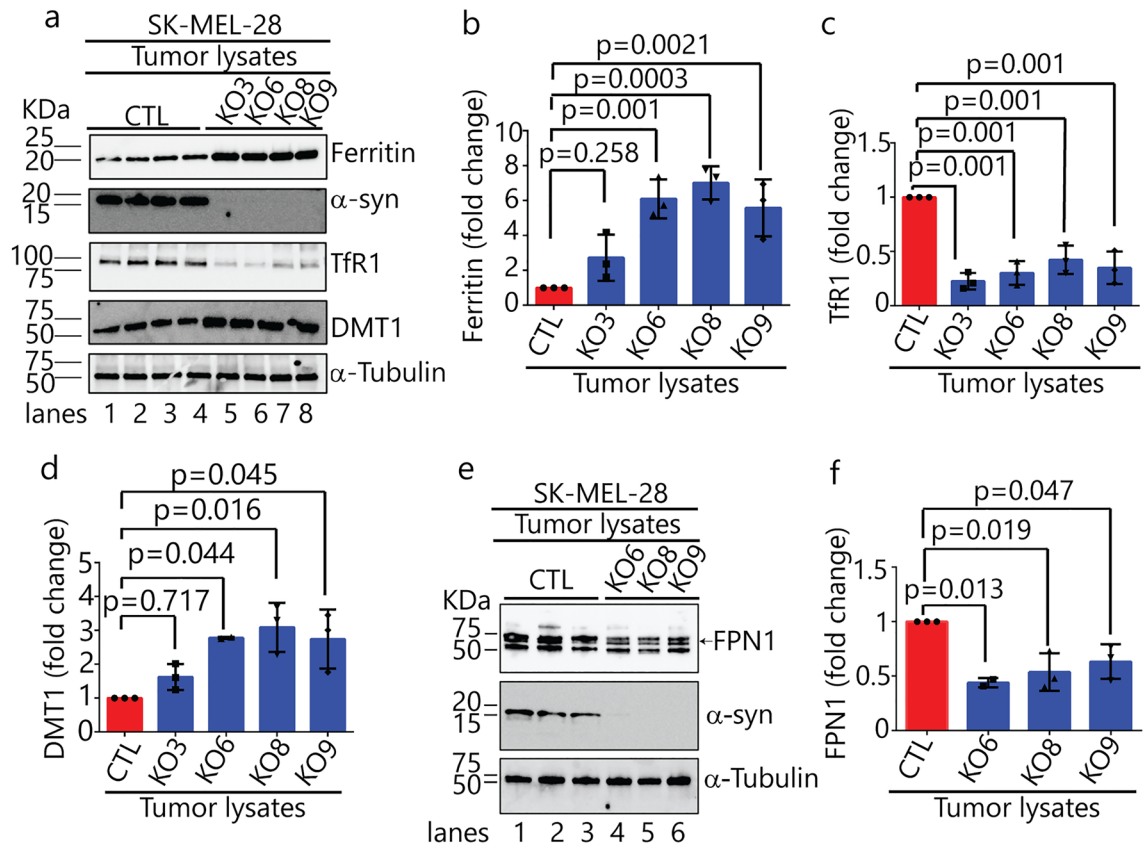 a
SK-MEL-28
Tumor lysates
KDa
CTL
KO3
KO6
KO8
KO9
25
20
Ferritin
20
15
α-syn
100
75
TfR1
75
50
DMT1
75
50
α-Tubulin
lanes 1 2 3 4 5 6 7 8
b
p=0.0021
p=0.0003
p=0.001
p=0.258
Ferritin (fold change)
10
8
6
4
2
0
CTL
KO3
KO6
KO8
KO9
Tumor lysates
c
p=0.001
p=0.001
p=0.001
p=0.001
TfR1 (fold change)
1.5
1
0.5
0
CTL
KO3
KO6
KO8
KO9
Tumor lysates
d
p=0.045
p=0.016
p=0.044
p=0.717
DMT1 (fold change)
5
4
3
2
1
0
CTL
KO3
KO6
KO8
KO9
Tumor lysates
e
SK-MEL-28
Tumor lysates
KDa
CTL
KO6
KO8
KO9
75
50
←FPN1
20
15
α-syn
75
50
α-Tubulin
lanes 1 2 3 4 5 6
f
p=0.047
p=0.019
p=0.013
FPN1 (fold change)
1.5
1
0.5
0
CTL
KO6
KO8
KO9
Tumor lysates